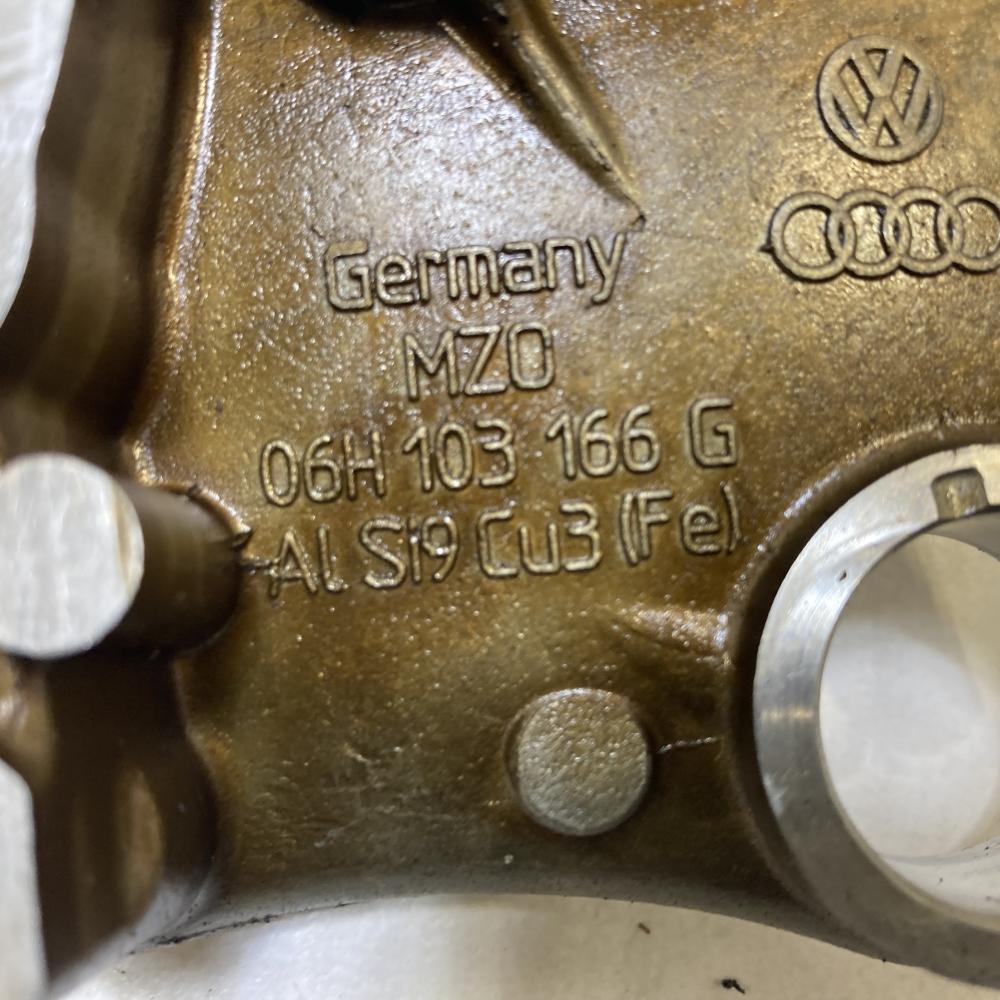 Germany
MZO
06H 103 166 G
Al Si9 Cu3 (Fe)